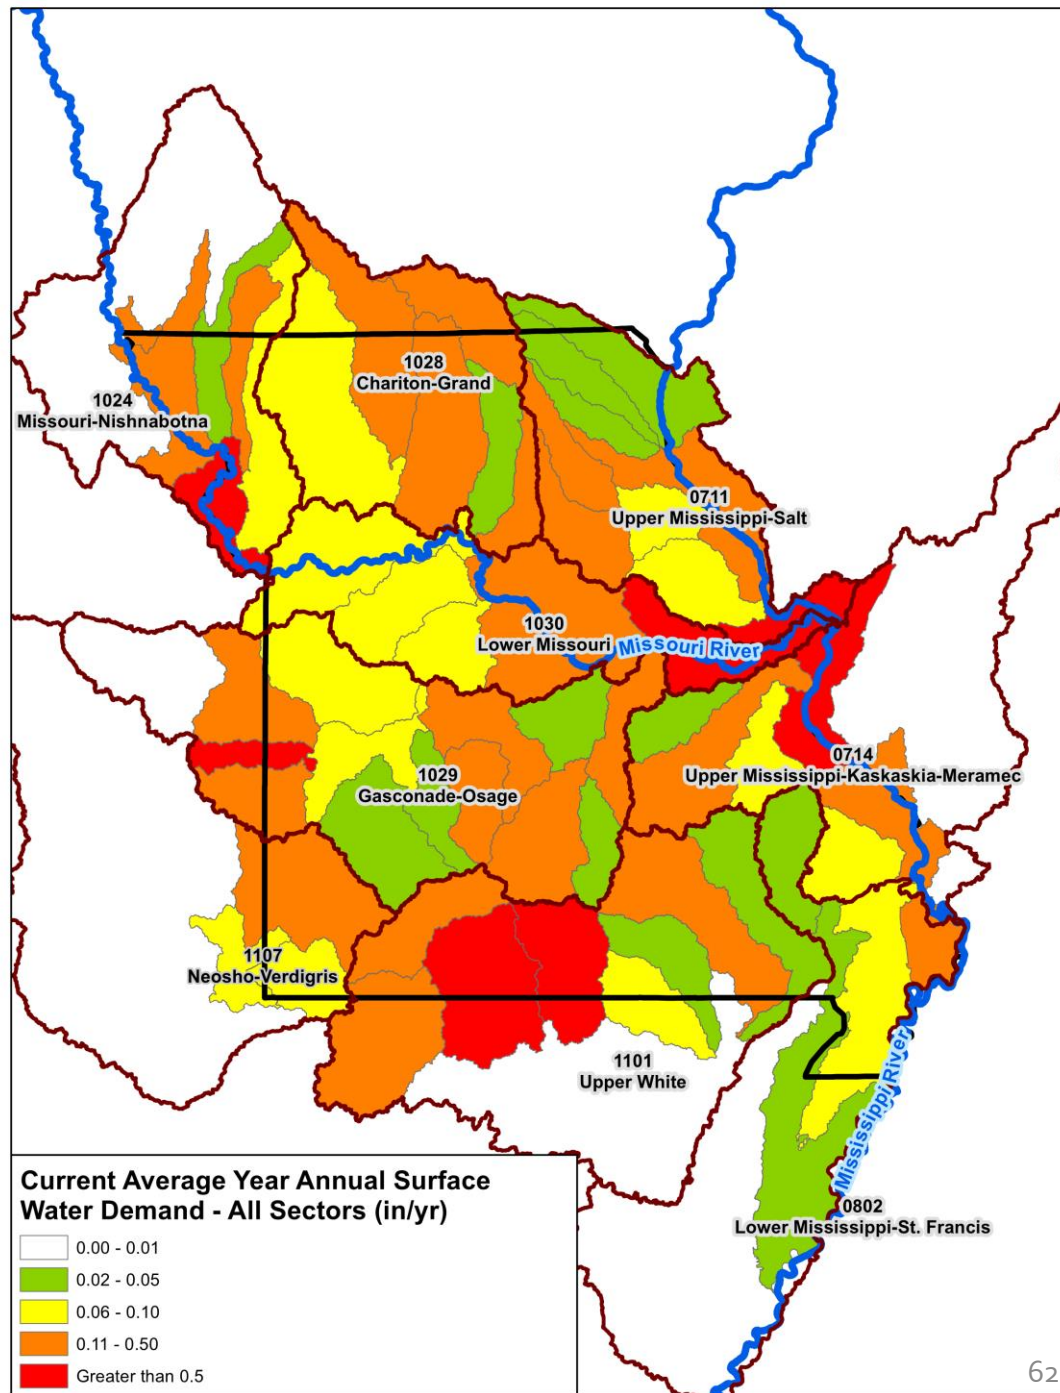 1028
Chariton-Grand
1024
Missouri-Nishnabotna
0711
Upper Mississippi-Salt
1030
Lower Missouri
Missouri River
0714
Upper Mississippi-Kaskaskia-Meramec
1029
Gasconade-Osage
1107
Neosho-Verdigris
1101
Upper White
Mississippi River
0802
Lower Mississippi-St. Francis
Current Average Year Annual Surface
Water Demand - All Sectors (in/yr)
0.00 - 0.01
0.02 - 0.05
0.06 - 0.10
0.11 - 0.50
Greater than 0.5
62